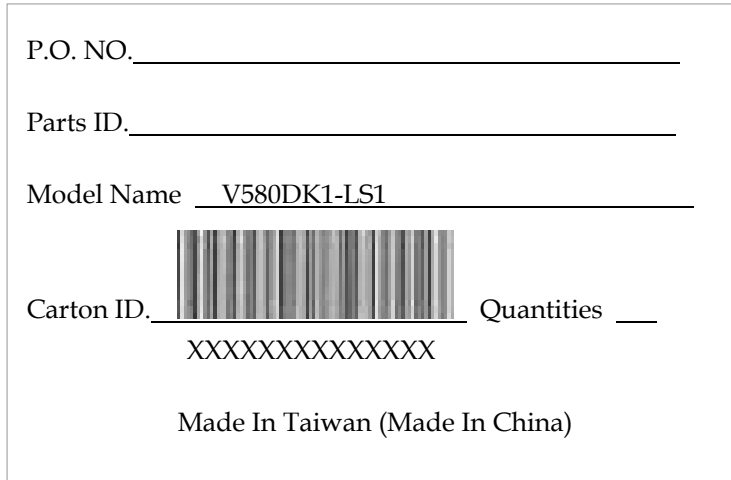 P.O. NO.
Parts ID.
Model Name V580DK1-LS1
Carton ID. Quantities
XXXXXXXXXXXXXX
Made In Taiwan (Made In China)